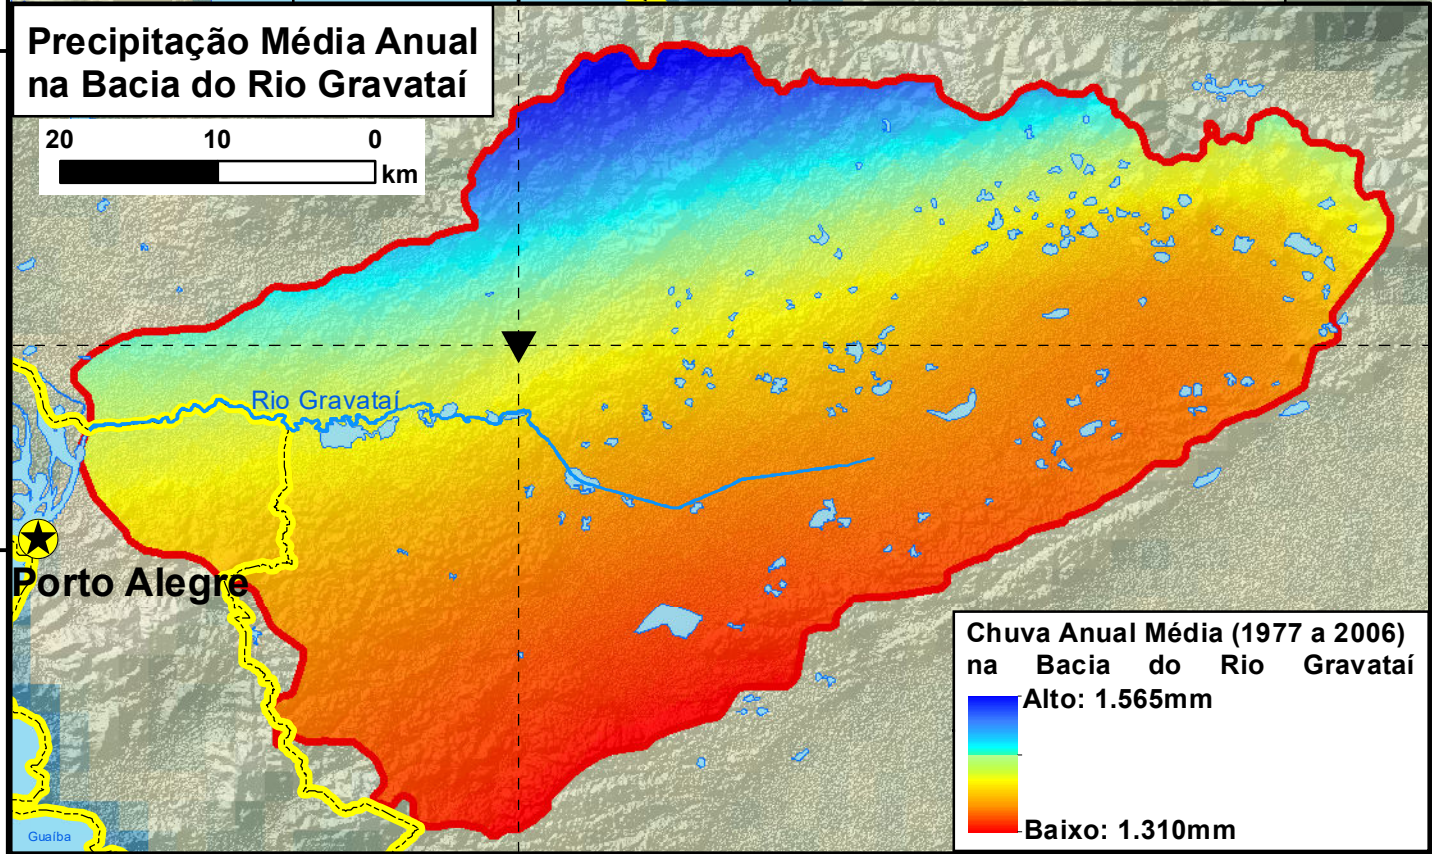 Precipitação Média Anual
na Bacia do Rio Gravataí
20 10 0
km
Rio Gravataí
Porto Alegre
Chuva Anual Média (1977 a 2006)
na Bacia do Rio Gravataí
Alto: 1.565mm
Baixo: 1.310mm
Guaíba